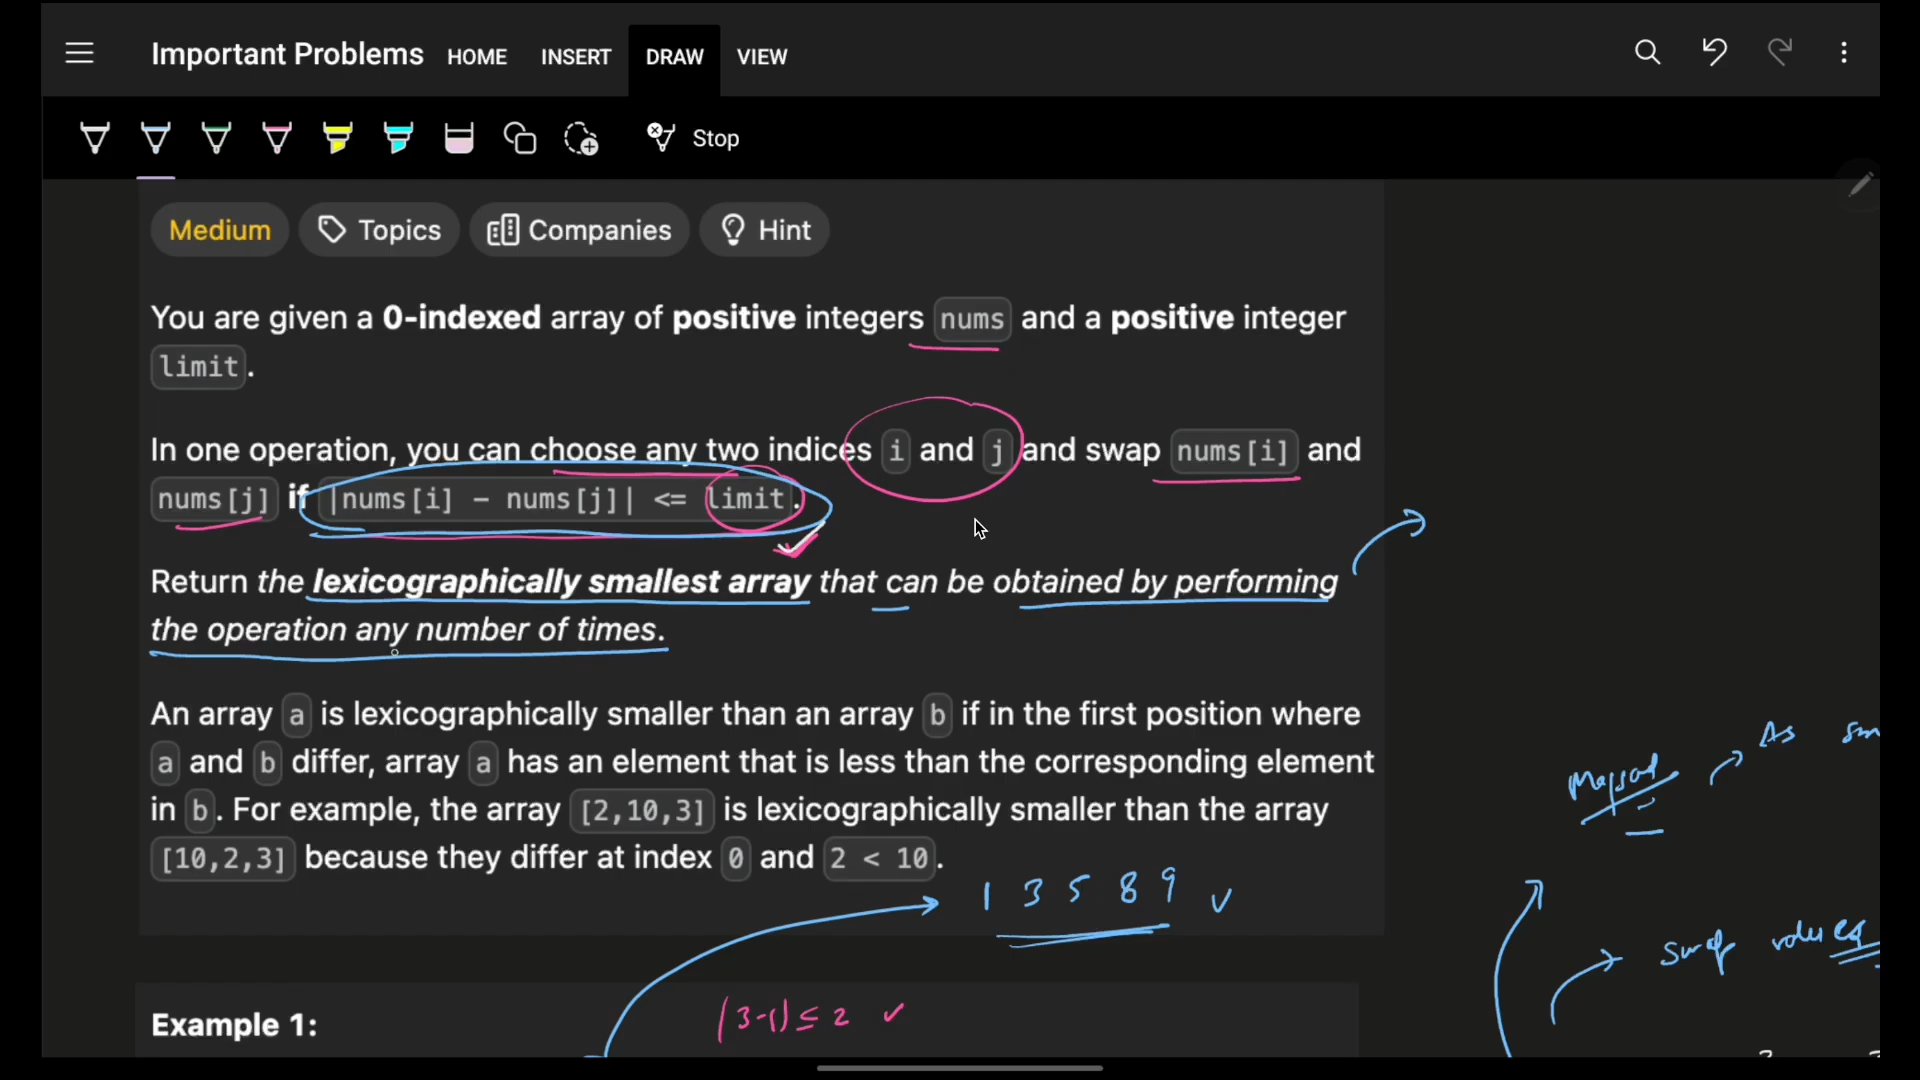 Important Problems HOME INSERT DRAW VIEW
Stop
Medium Topics Companies Hint
You are given a 0-indexed array of positive integers nums and a positive integer
limit.
In one operation, you can choose any two indices i and j and swap nums[i] and
nums[j] if |nums[i] - nums[j]| <= limit.
Return the lexicographically smallest array that can be obtained by performing
the operation any number of times.
An array a is lexicographically smaller than an array b if in the first position where
a and b differ, array a has an element that is less than the corresponding element
in b. For example, the array [2,10,3] is lexicographically smaller than the array
[10,2,3] because they differ at index 0 and 2 < 10.
1 3 5 8 9
As
swap values
Example 1:
(3-1) ≤ 2 ✓